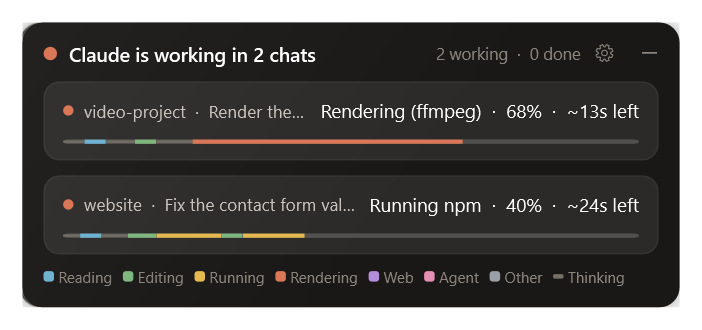 Claude is working in 2 chats 2 working · 0 done
video-project · Render the... Rendering (ffmpeg) · 68% · ~13s left
website · Fix the contact form val... Running npm · 40% · ~24s left
Reading Editing Running Rendering Web Agent Other Thinking